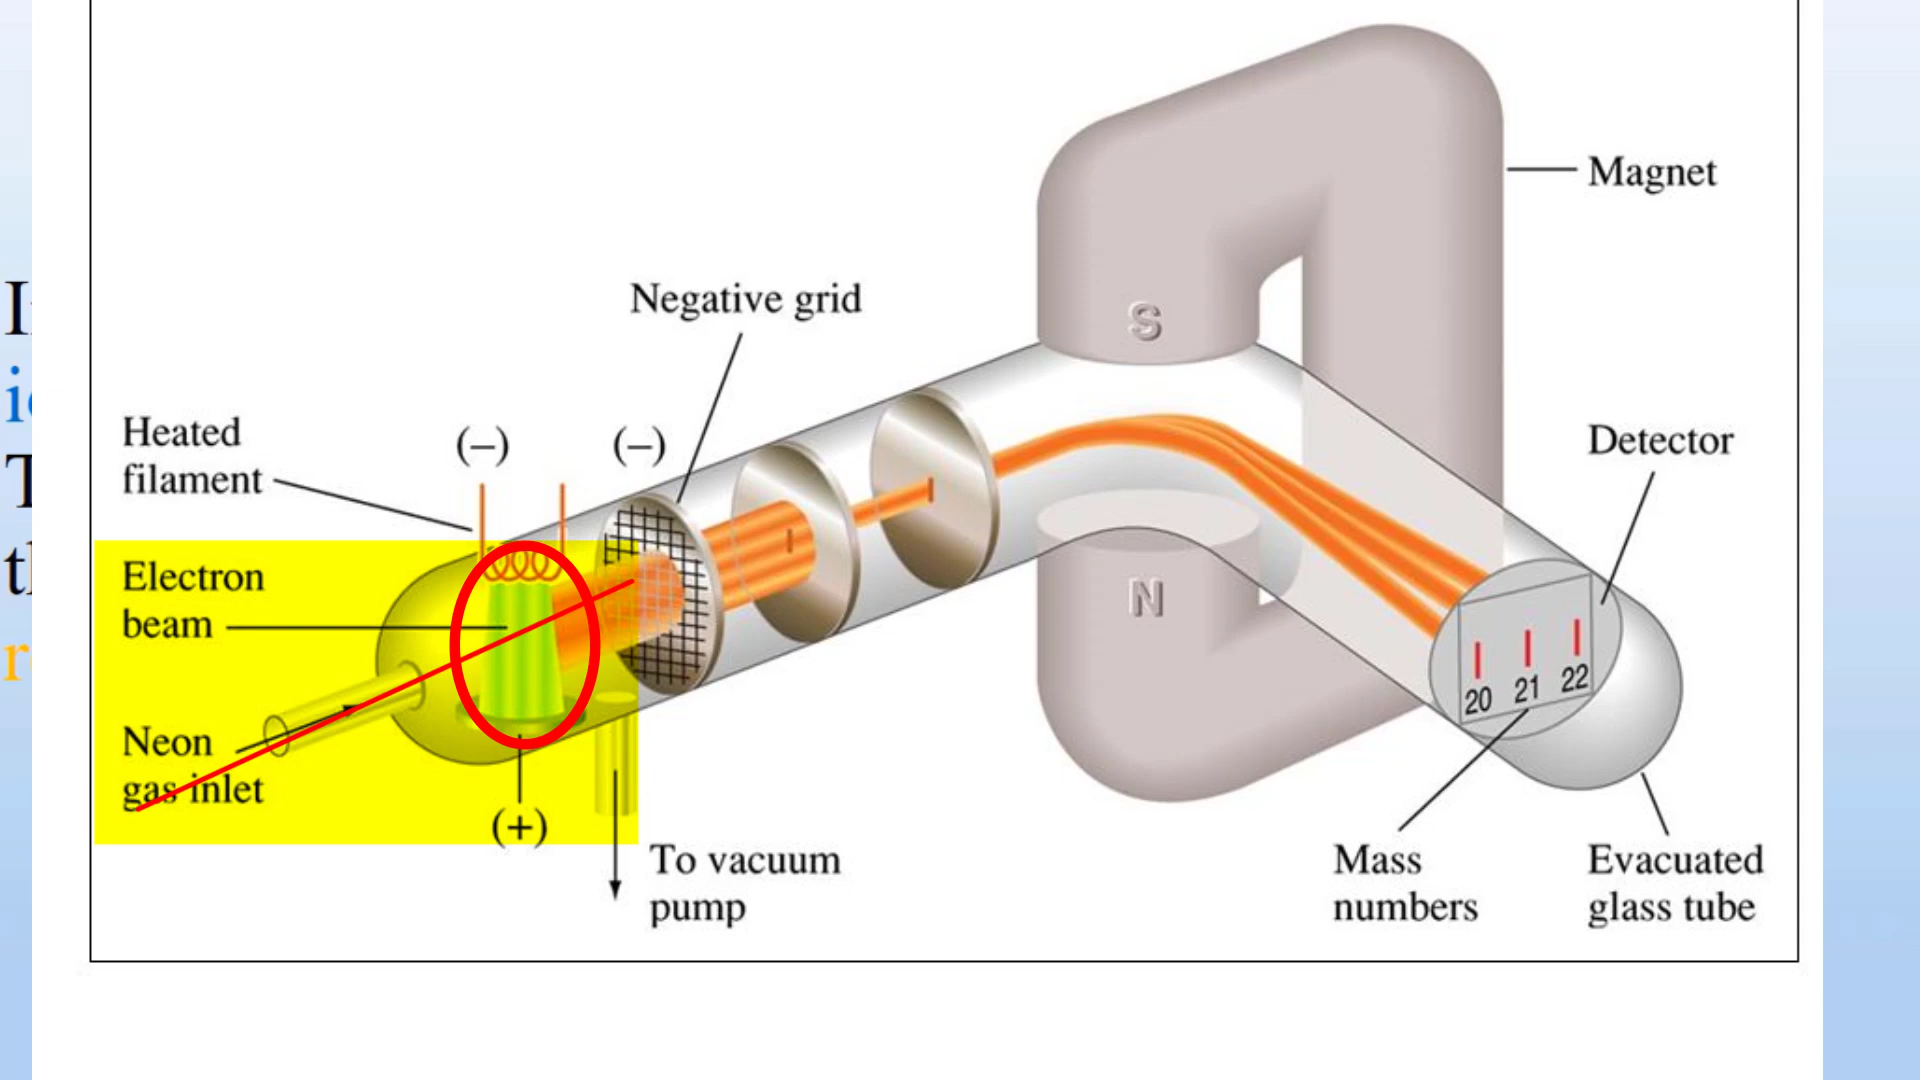 Magnet
Negative grid
S
Heated
filament
(–)
(–)
Detector
Electron
beam
N
20 21 22
Neon
gas inlet
(+)
To vacuum
pump
Mass
numbers
Evacuated
glass tube